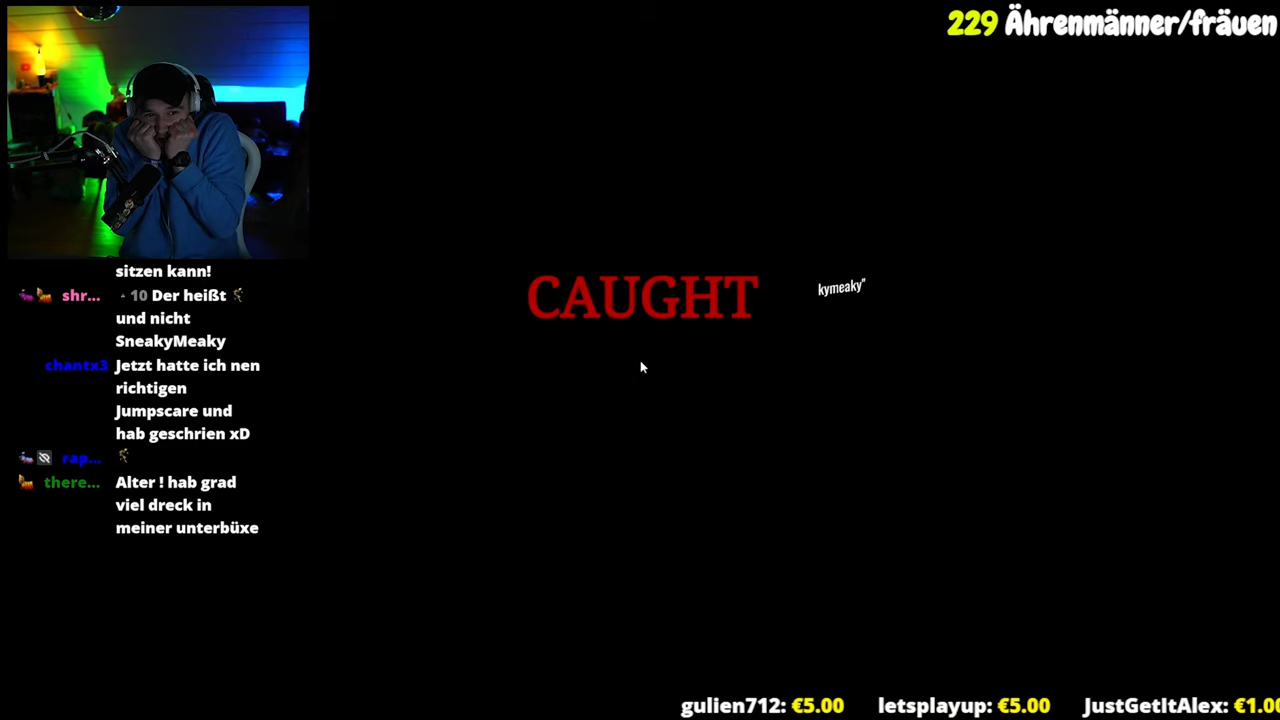 229 Ährenmänner/fräuen
sitzen kann!
shr... 10 Der heißt
und nicht
SneakyMeaky
chantx3 Jetzt hatte ich nen
richtigen
Jumpscare und
hab geschrien xD
rap...
there... Alter ! hab grad
viel dreck in
meiner unterbüxe
CAUGHT
kymeaky"
gulien712: €5.00 letsplayup: €5.00 JustGetItAlex: €1.00